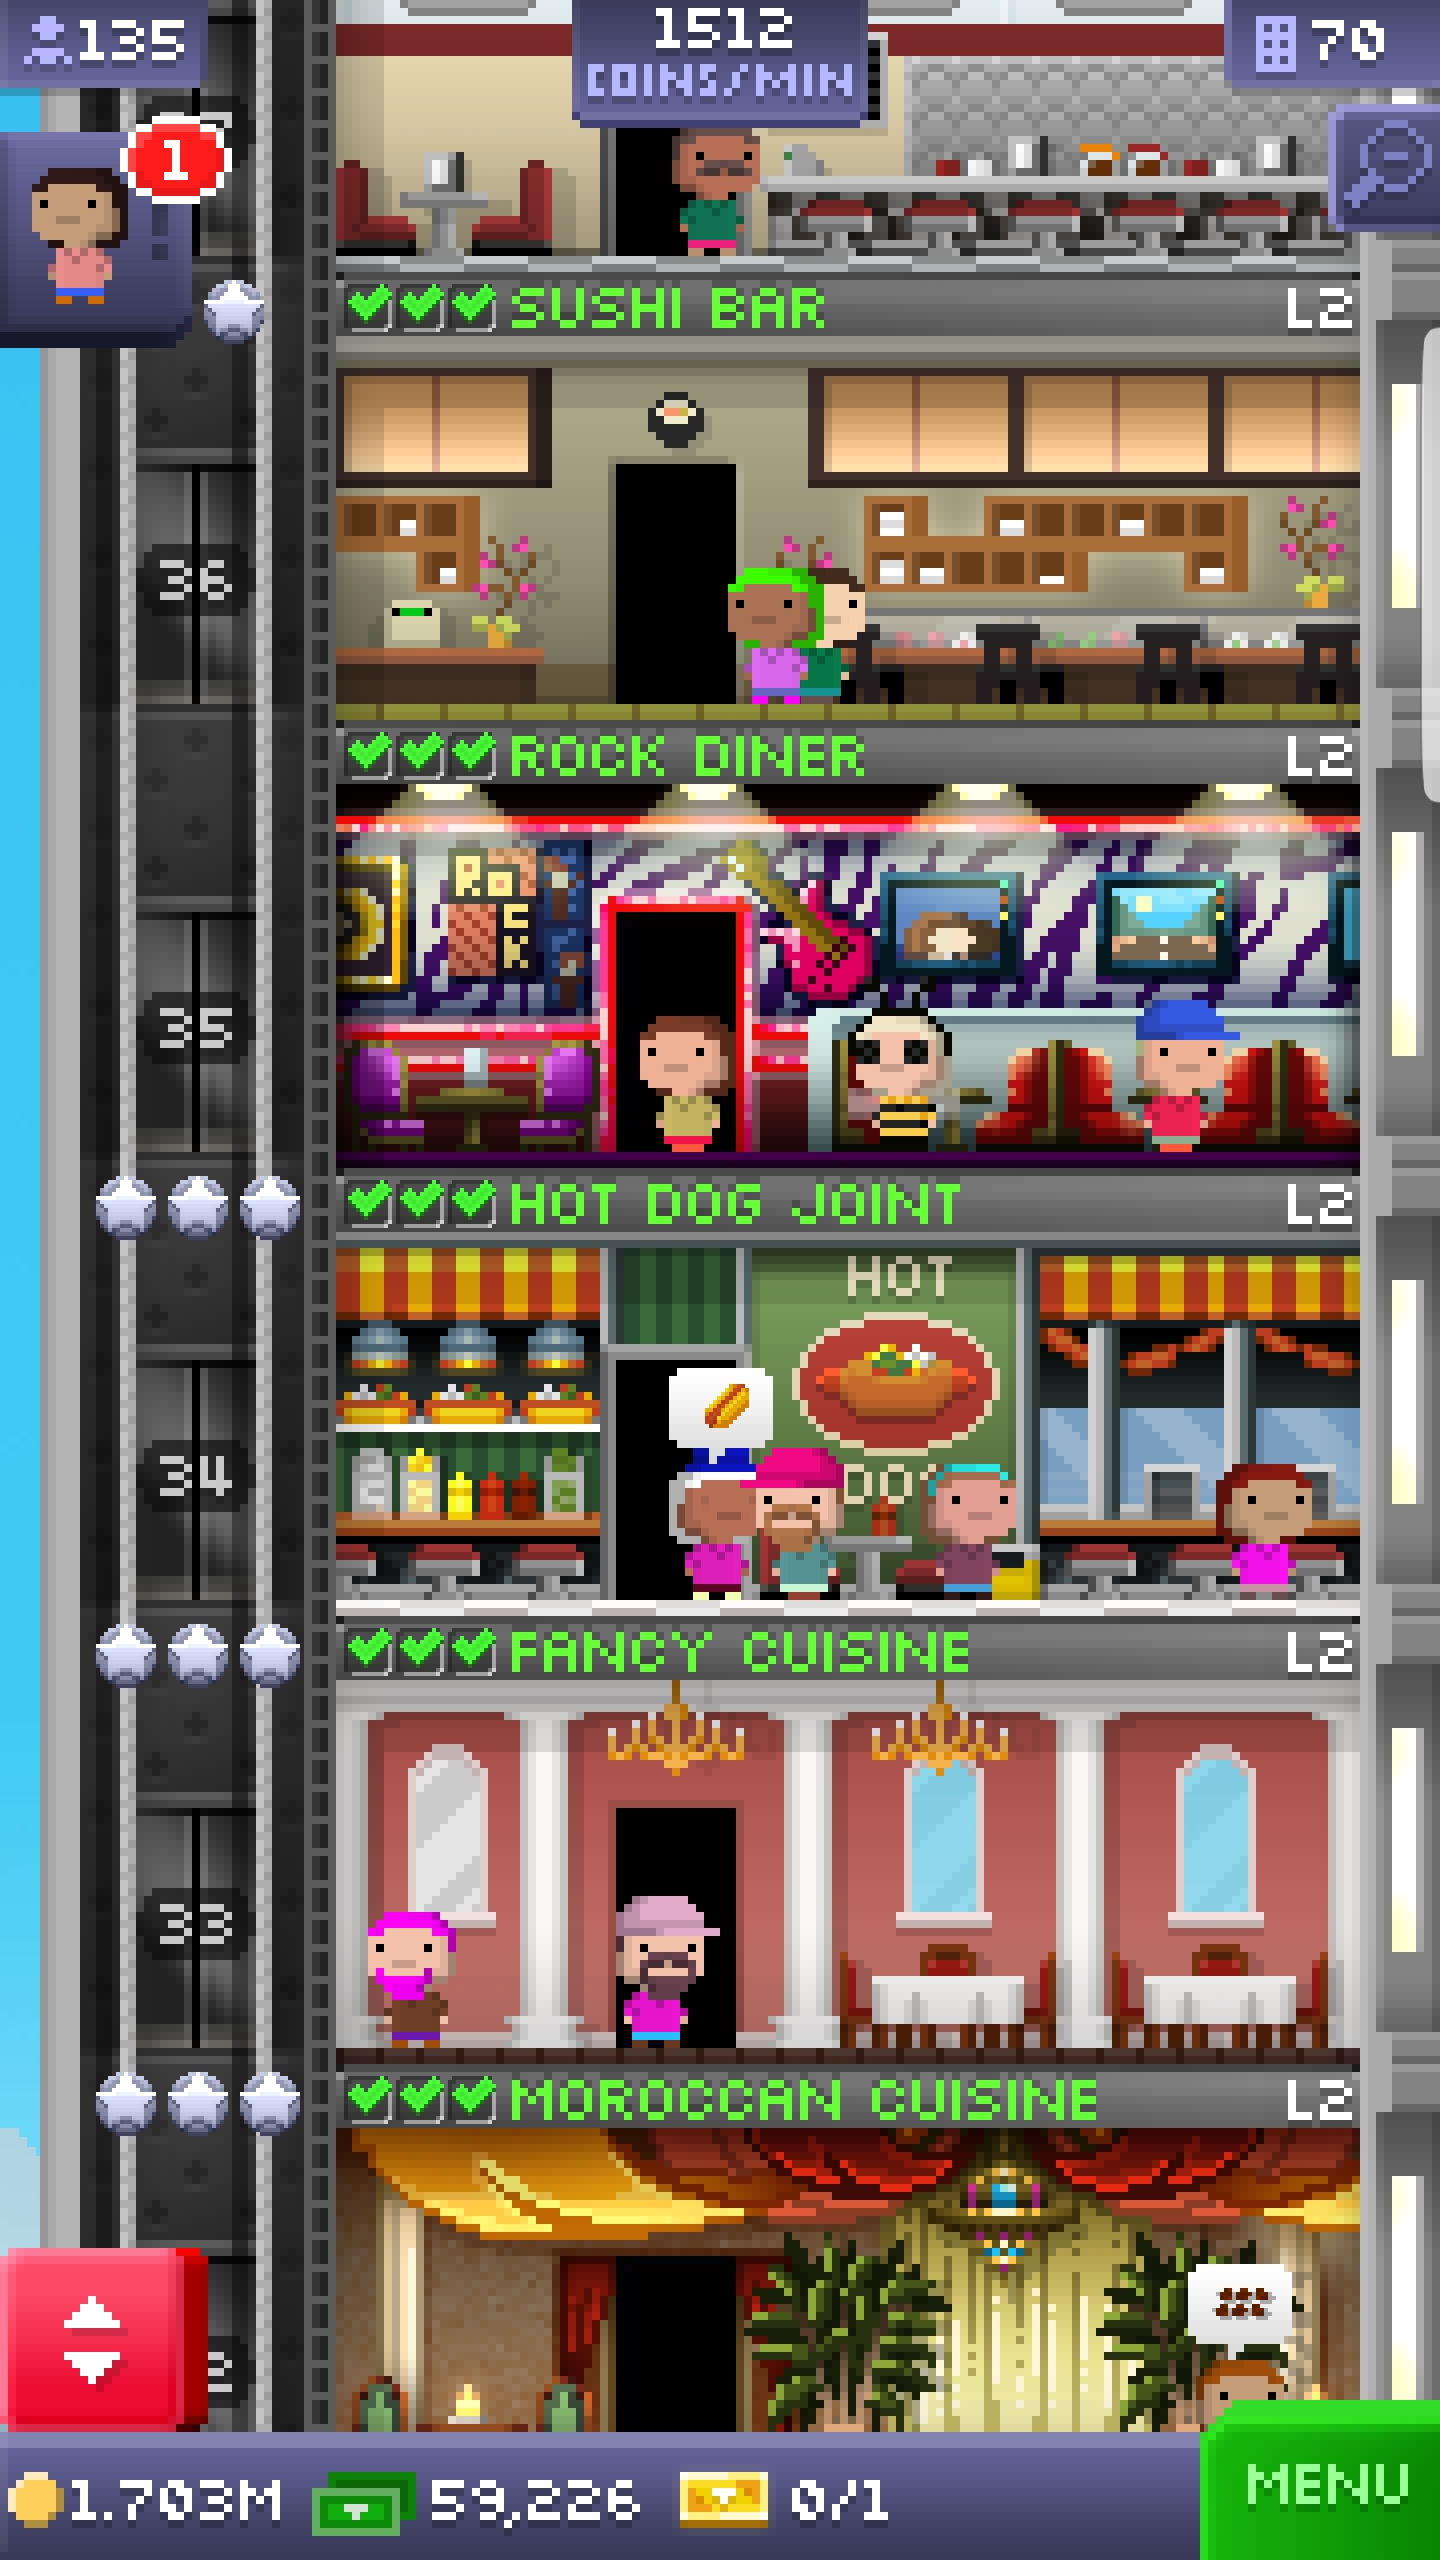 135
1512
COINS/MIN
70
1
SUSHI BAR L2
36
ROCK DINER L2
ROCK
35
HOT DOG JOINT L2
HOT
34
FANCY CUISINE L2
33
MOROCCAN CUISINE L2
1.703M 59,226 0/1
MENU